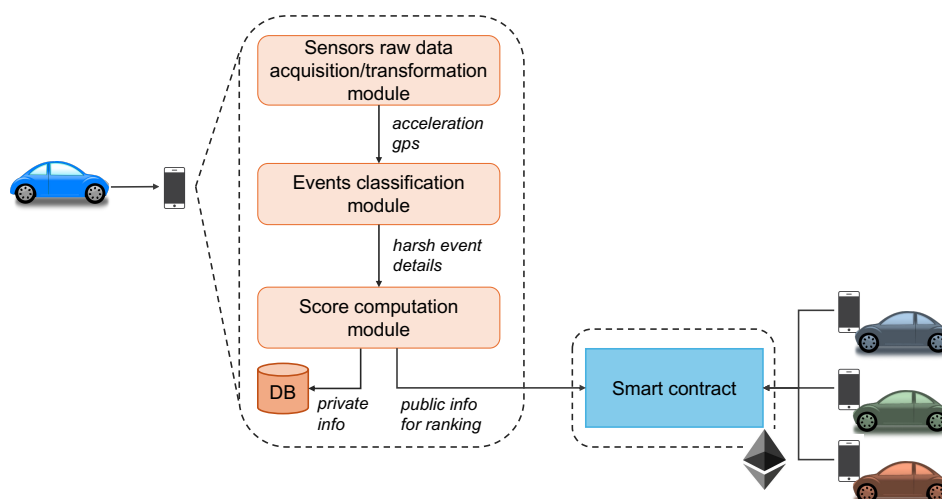 Sensors raw data
acquisition/transformation
module
acceleration
gps
Events classification
module
harsh event
details
Score computation
module
DB
private
info
public info
for ranking
Smart contract